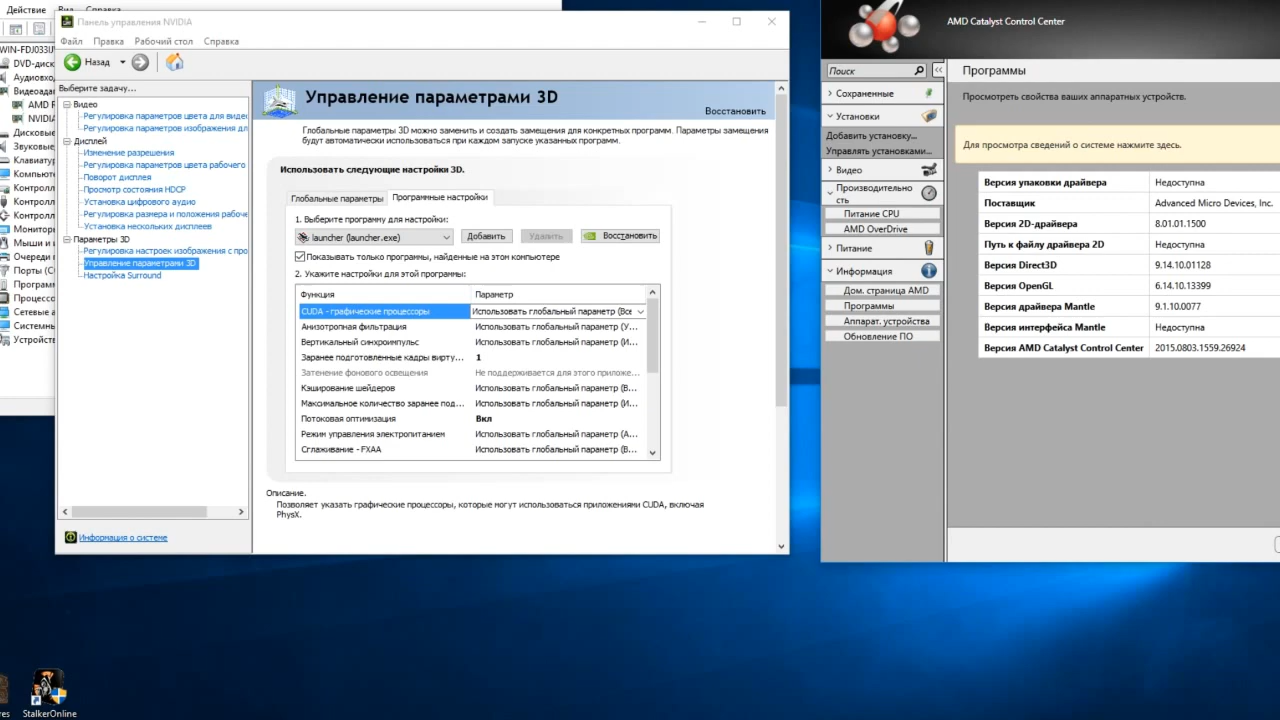 Действие Вид Справка
WIN-FDJ033U
DVD-диск
Аудиовхо
Видеоада
AMD R
NVIDIA
Дисковые
Звуковые
Клавиату
Компьют
Контролл
Контролл
Контролл
Монитор
Мыши и
Очереди
Порты (C
Програм
Процессо
Сетевые а
Системны
Устройст
Панель управления NVIDIA
Файл Правка Рабочий стол Справка
Назад
Выберите задачу...
Видео
Регулировка параметров цвета для виде
Регулировка параметров изображения дл
Дисплей
Изменение разрешения
Регулировка параметров цвета рабочего
Поворот дисплея
Просмотр состояния HDCP
Установка цифрового аудио
Регулировка размера и положения рабоче
Установка нескольких дисплеев
Параметры 3D
Регулировка настроек изображения с про
Управление параметрами 3D
Настройка Surround
Информация о системе
Управление параметрами 3D
Восстановить
Глобальные параметры 3D можно заменить и создать замещения для конкретных программ. Параметры замещения
будут автоматически использоваться при каждом запуске указанных программ.
Использовать следующие настройки 3D.
Глобальные параметры Программные настройки
1. Выберите программу для настройки:
launcher (launcher.exe) Добавить Удалить Восстановить
Показывать только программы, найденные на этом компьютере
2. Укажите настройки для этой программы:
Функция Параметр
CUDA - графические процессоры Использовать глобальный параметр (Все
Анизотропная фильтрация Использовать глобальный параметр (У...
Вертикальный синхроимпульс Использовать глобальный параметр (И...
Заранее подготовленные кадры вирту... 1
Затенение фонового освещения Не поддерживается для этого приложе...
Кэширование шейдеров Использовать глобальный параметр (В...
Максимальное количество заранее под... Использовать глобальный параметр (И...
Потоковая оптимизация Вкл
Режим управления электропитанием Использовать глобальный параметр (А...
Сглаживание - FXAA Использовать глобальный параметр (В...
Описание.
Позволяет указать графические процессоры, которые могут использоваться приложениями CUDA, включая
PhysX.
AMD Catalyst Control Center
Поиск
Сохраненные
Установки
Добавить установку...
Управлять установками...
Видео
Производительно
сть
Питание CPU
AMD OverDrive
Питание
Информация
Дом. страница AMD
Программы
Аппарат. устройства
Обновление ПО
Программы
Просмотреть свойства ваших аппаратных устройств.
Для просмотра сведений о системе нажмите здесь.
Версия упаковки драйвера Недоступна
Поставщик Advanced Micro Devices, Inc.
Версия 2D-драйвера 8.01.01.1500
Путь к файлу драйвера 2D Недоступна
Версия Direct3D 9.14.10.01128
Версия OpenGL 6.14.10.13399
Версия драйвера Mantle 9.1.10.0077
Версия интерфейса Mantle Недоступна
Версия AMD Catalyst Control Center 2015.0803.1559.26924
res
StalkerOnline